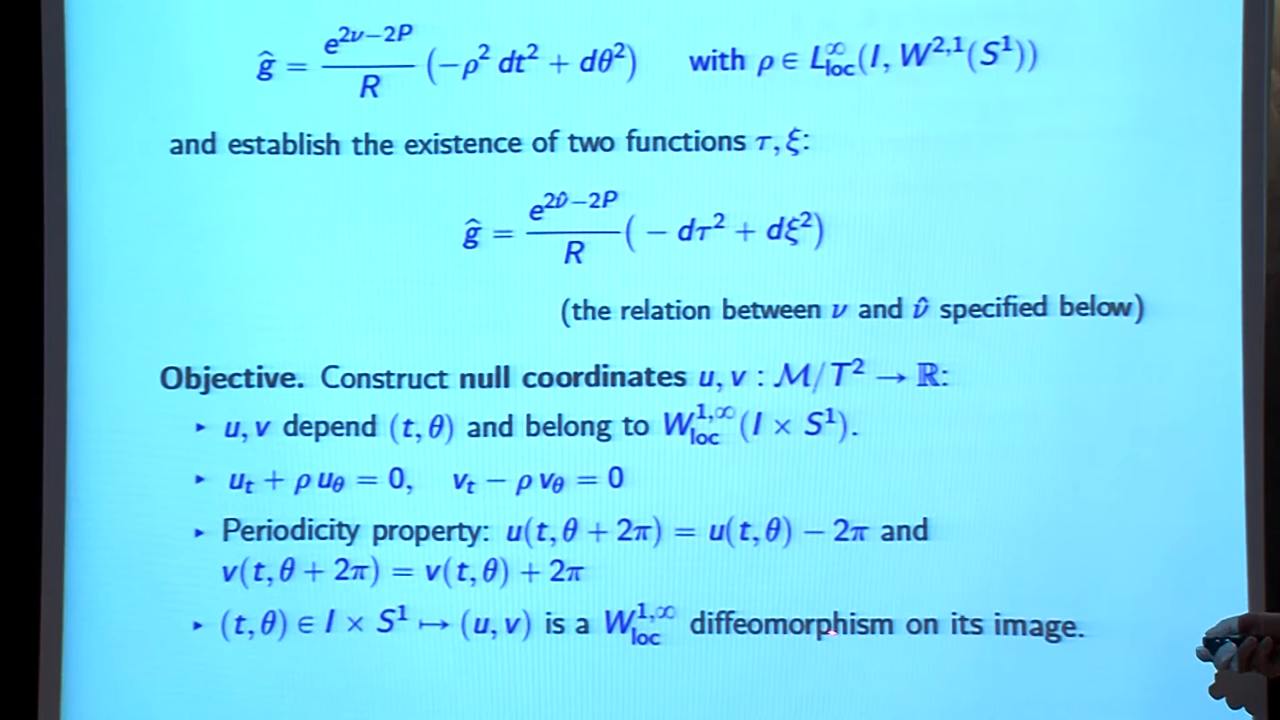 ĝ = e^{2ν−2P} / R (−ρ² dt² + dθ²) with ρ ∈ L^∞_loc(I, W^{2,1}(S¹))
and establish the existence of two functions τ, ξ:
ĝ = e^{2ν̂−2P} / R (− dτ² + dξ²)
(the relation between ν and ν̂ specified below)
Objective. Construct null coordinates u, v : M/T² → ℝ:
▸ u, v depend (t, θ) and belong to W^{1,∞}_loc(I × S¹).
▸ u_t + ρ u_θ = 0, v_t − ρ v_θ = 0
▸ Periodicity property: u(t, θ + 2π) = u(t, θ) − 2π and
v(t, θ + 2π) = v(t, θ) + 2π
▸ (t, θ) ∈ I × S¹ ↦ (u, v) is a W^{1,∞}_loc diffeomorphism on its image.